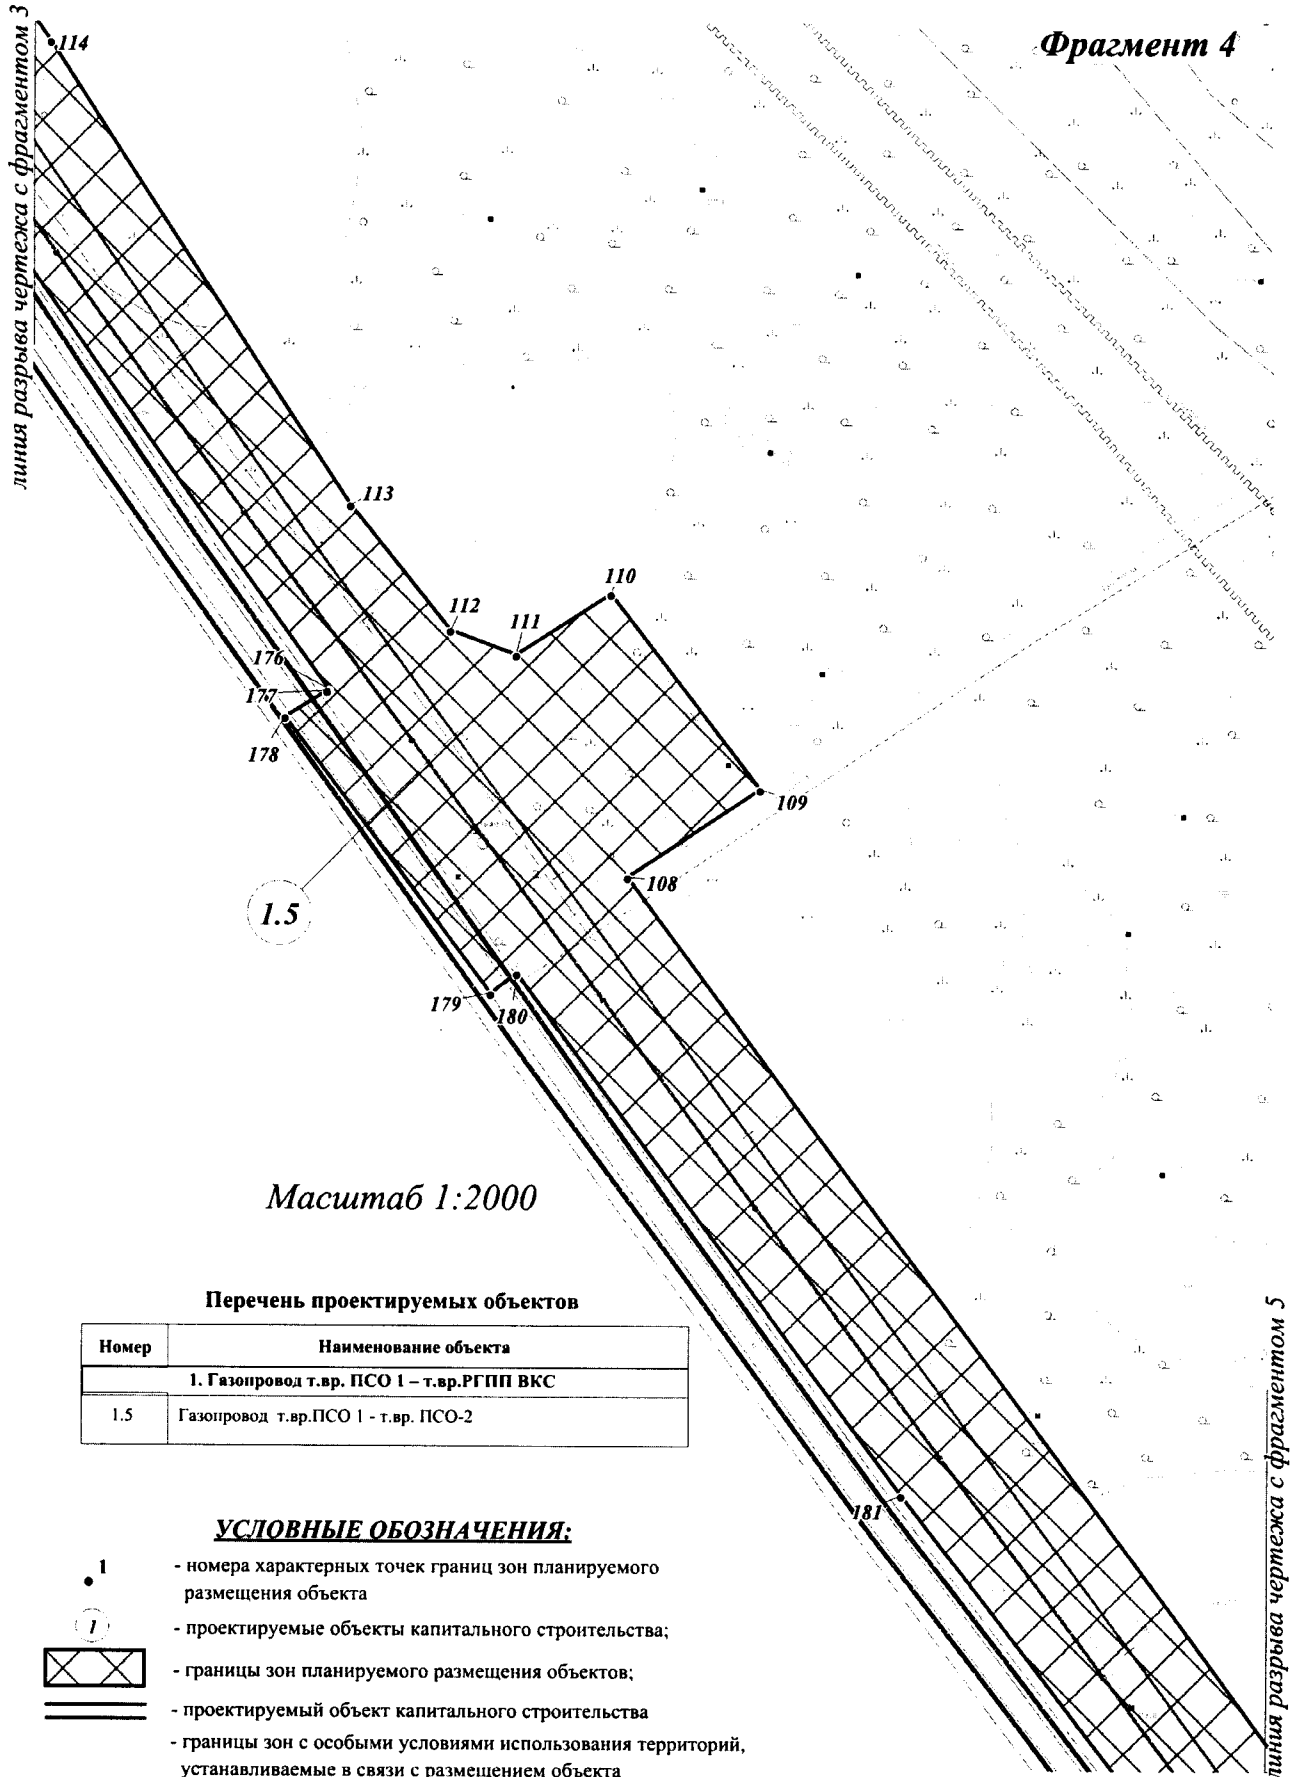 Фрагмент 4
линия разрыва чертежа с фрагментом 3
114
113
110
112
111
176
177
178
109
108
1.5
179
180
Масштаб 1:2000
Перечень проектируемых объектов
Номер Наименование объекта
1. Газопровод т.вр. ПСО 1 – т.вр.РГПП ВКС
1.5 Газопровод т.вр.ПСО 1 - т.вр. ПСО-2
181
линия разрыва чертежа с фрагментом 5
УСЛОВНЫЕ ОБОЗНАЧЕНИЯ:
1 - номера характерных точек границ зон планируемого
размещения объекта
1 - проектируемые объекты капитального строительства;
- границы зон планируемого размещения объектов;
- проектируемый объект капитального строительства
- границы зон с особыми условиями использования территорий,
устанавливаемые в связи с размещением объекта